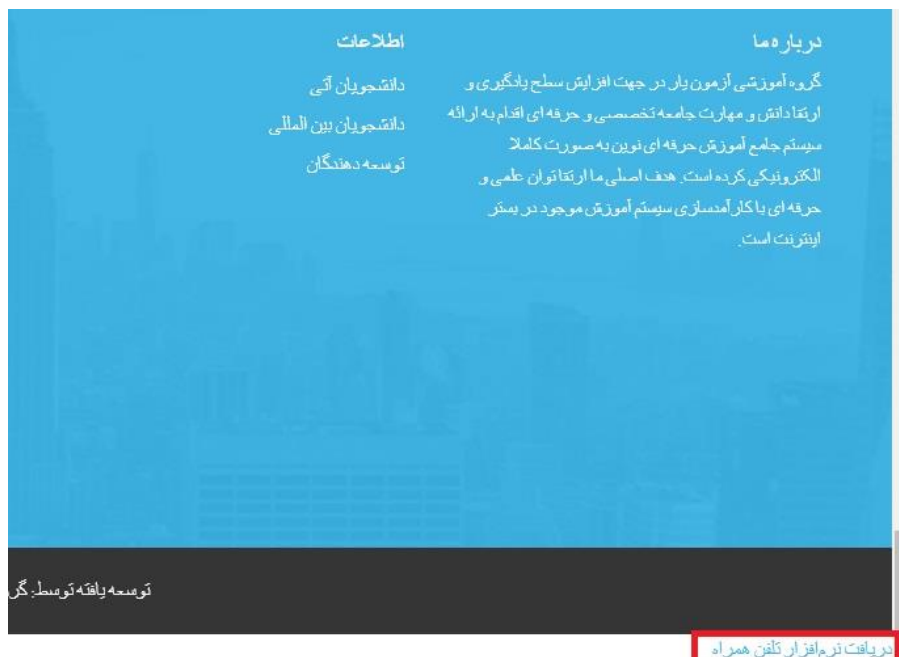 درباره ما
گروه آموزشی آزمون یار در جهت افزایش سطح یادگیری و
ارتقا دانش و مهارت جامعه تخصصی و حرفه ای اقدام به ارائه
سیستم جامع آموزش حرفه ای نوین به صورت کاملا
الکترونیکی کرده است. هدف اصلی ما ارتقا توان علمی و
حرفه ای با کارآمدسازی سیستم آموزش موجود در بستر
اینترنت است.
اطلاعات
دانشجویان آتی
دانشجویان بین المللی
توسعه دهندگان
توسعه یافته توسط: گر
دریافت نرم‌افزار تلفن همراه